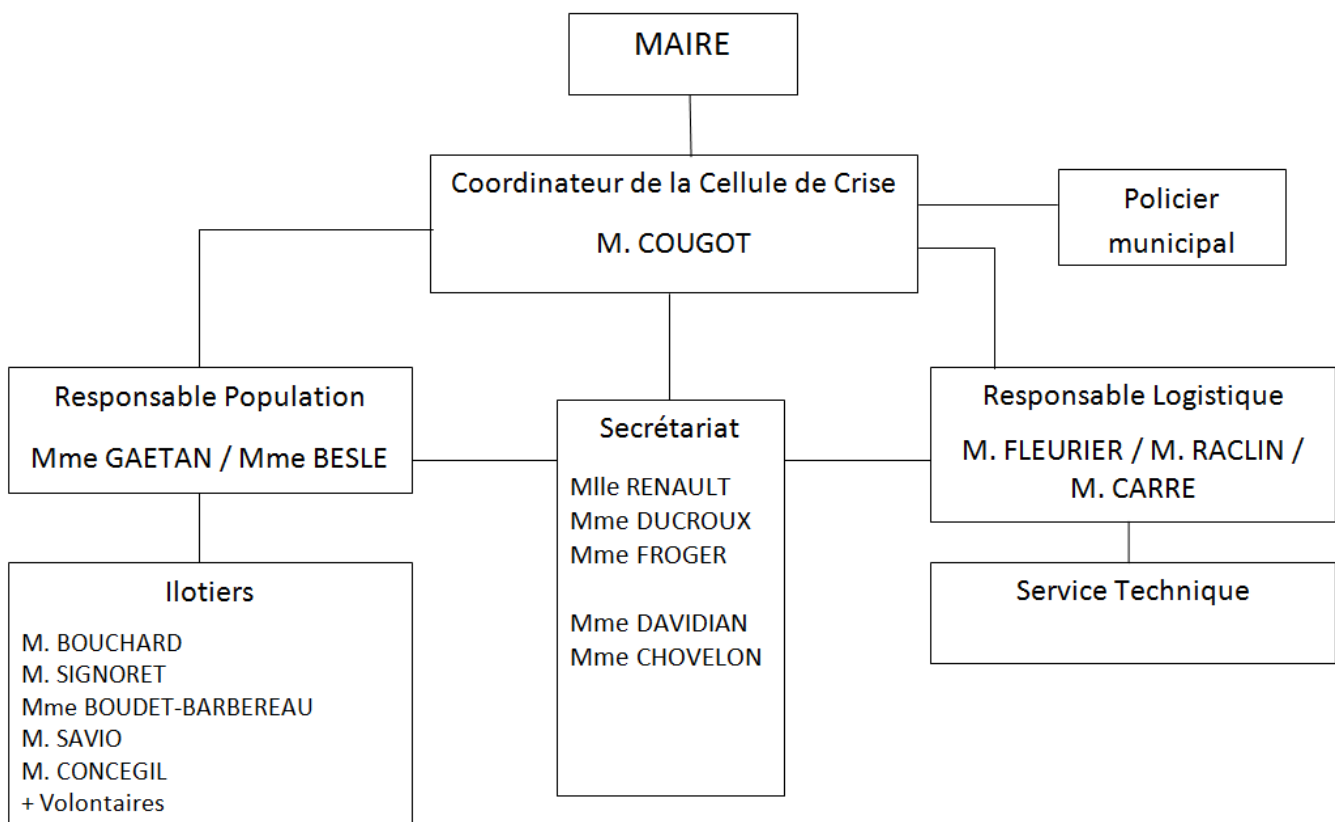 MAIRE
Coordinateur de la Cellule de Crise
M. COUGOT
Policier
municipal
Responsable Population
Mme GAETAN / Mme BESLE
Secrétariat
Mlle RENAULT
Mme DUCROUX
Mme FROGER
Mme DAVIDIAN
Mme CHOVELON
Responsable Logistique
M. FLEURIER / M. RACLIN /
M. CARRE
Ilotiers
M. BOUCHARD
M. SIGNORET
Mme BOUDET-BARBEREAU
M. SAVIO
M. CONCEGIL
+ Volontaires
Service Technique